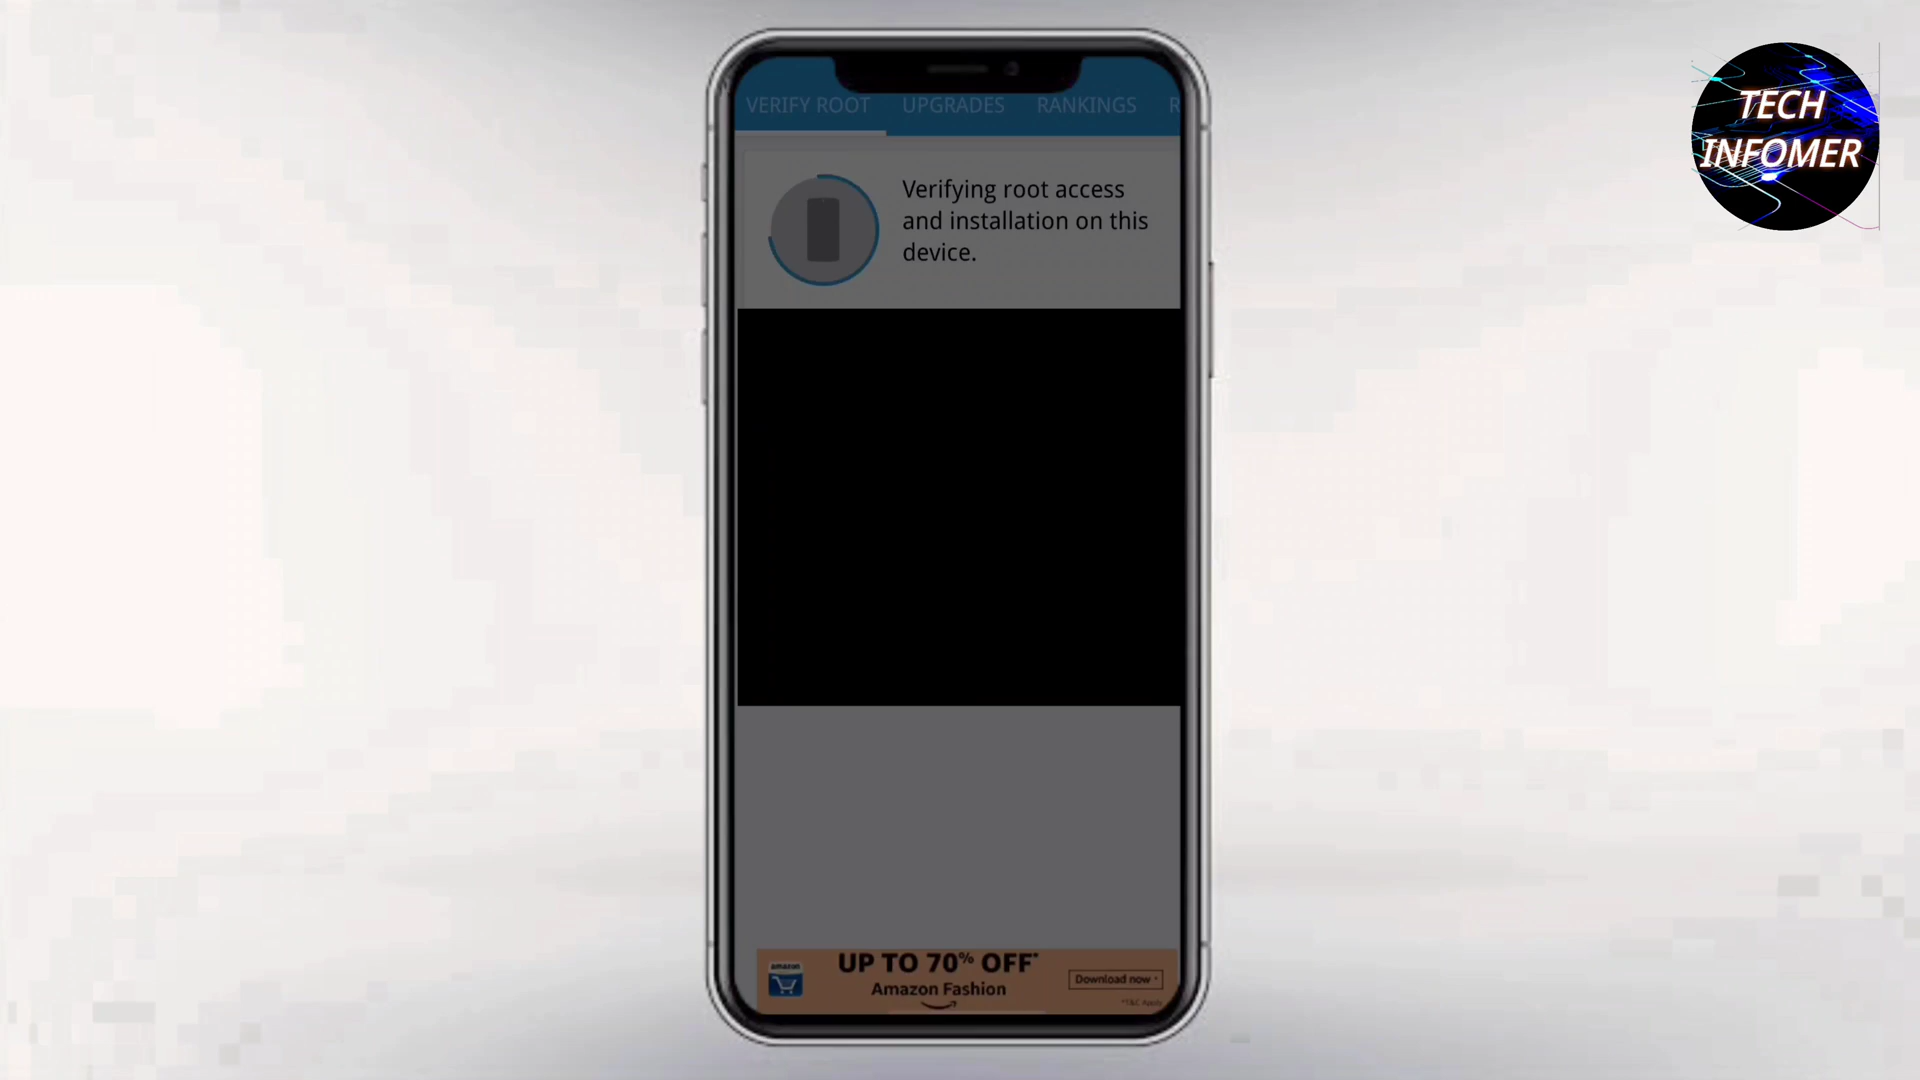 VERIFY ROOT UPGRADES RANKINGS R
Verifying root access
and installation on this
device.
amazon
UP TO 70% OFF*
Amazon Fashion
Download now
*T&C Apply
TECH
INFOMER